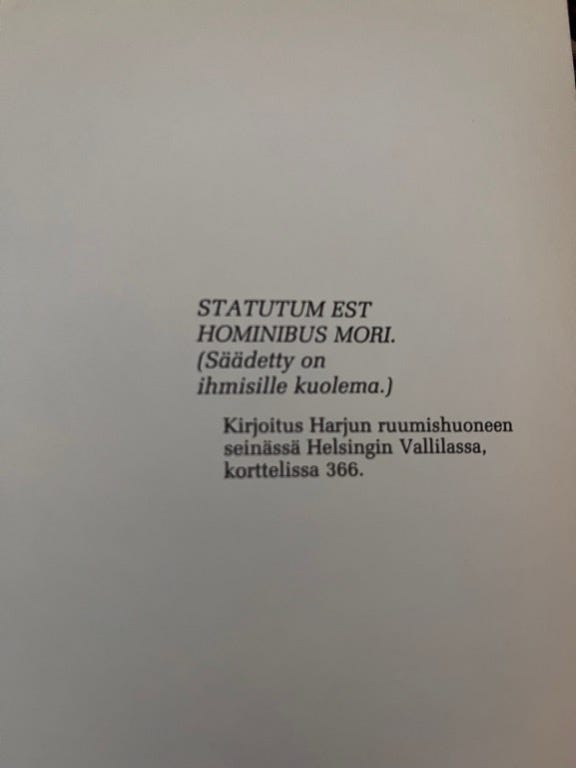 STATUTUM EST
HOMINIBUS MORI.
(Säädetty on
ihmisille kuolema.)
Kirjoitus Harjun ruumishuoneen
seinässä Helsingin Vallilassa,
korttelissa 366.